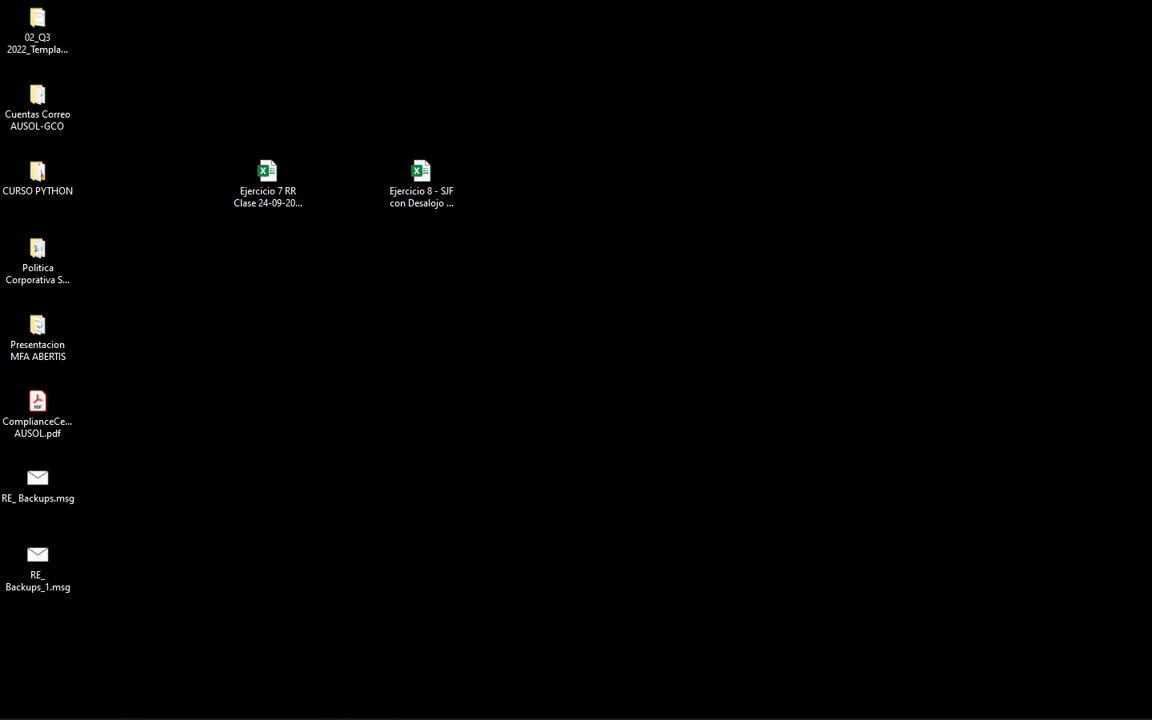 02_Q3
2022_Templa...
Cuentas Correo
AUSOL-GCO
CURSO PYTHON
Ejercicio 7 RR
Clase 24-09-20...
Ejercicio 8 - SJF
con Desalojo ...
Politica
Corporativa S...
Presentacion
MFA ABERTIS
PDF
ComplianceCe...
AUSOL.pdf
RE_ Backups.msg
RE_
Backups_1.msg